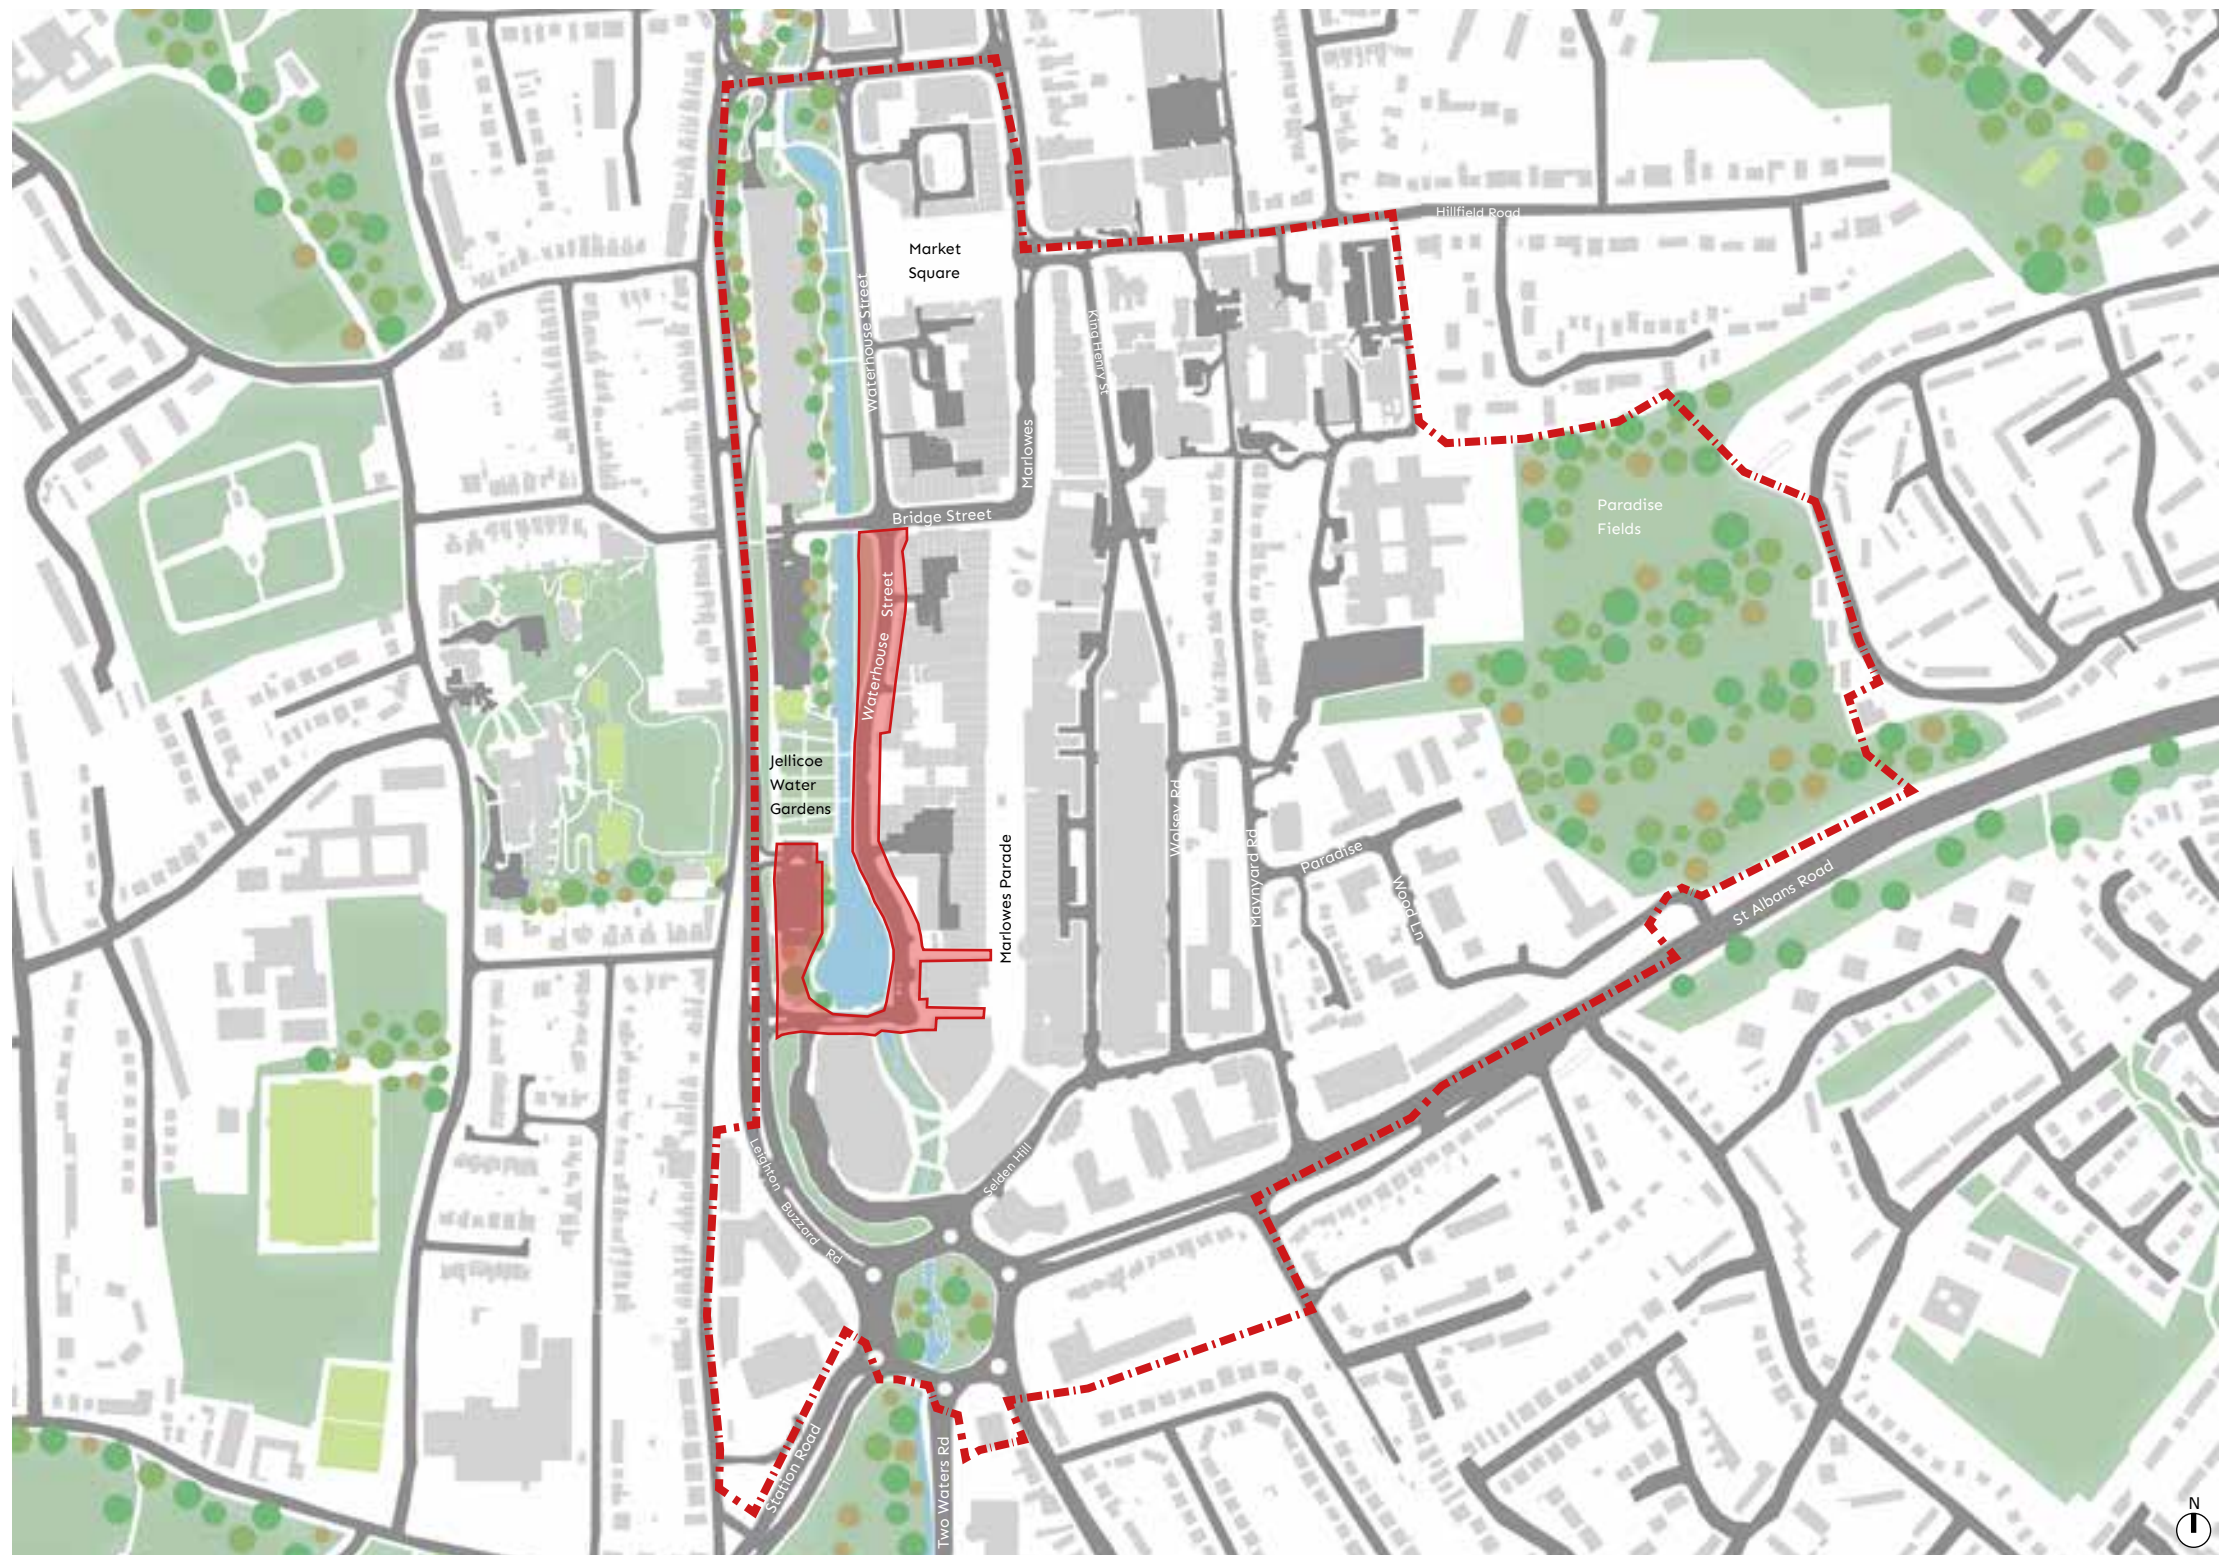 Hillfield Road
Market
Square
Waterhouse Street
King Henry St
Marlowes
Bridge Street
Paradise
Fields
Waterhouse Street
Jellicoe
Water
Gardens
Marlowes Parade
Wolsey Rd
Maynyard Rd
Paradise
Wood Ln
St Albans Road
Leighton Buzzard Rd
Selden Hill
Station Road
Two Waters Rd
N